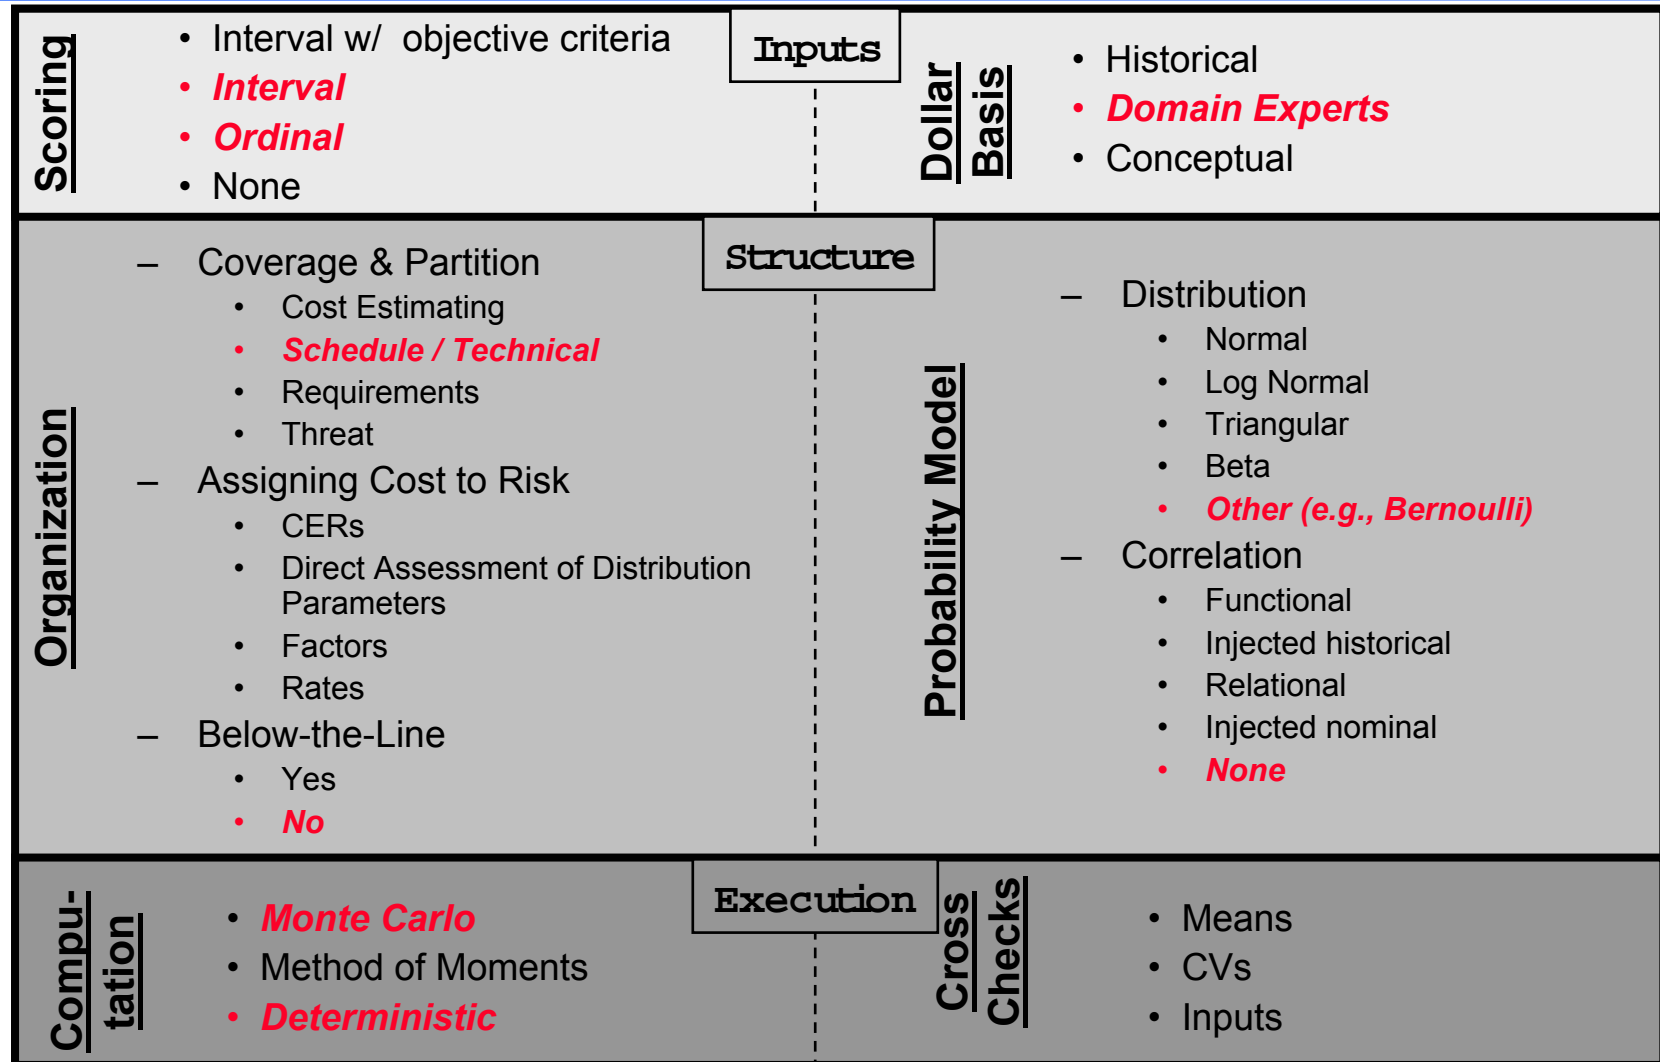 Inputs
Scoring
• Interval w/ objective criteria
• Interval
• Ordinal
• None
Dollar
Basis
• Historical
• Domain Experts
• Conceptual
Structure
Organization
– Coverage & Partition
• Cost Estimating
• Schedule / Technical
• Requirements
• Threat
– Assigning Cost to Risk
• CERs
• Direct Assessment of Distribution
Parameters
• Factors
• Rates
– Below-the-Line
• Yes
• No
Probability Model
– Distribution
• Normal
• Log Normal
• Triangular
• Beta
• Other (e.g., Bernoulli)
– Correlation
• Functional
• Injected historical
• Relational
• Injected nominal
• None
Execution
Compu-
tation
• Monte Carlo
• Method of Moments
• Deterministic
Cross
Checks
• Means
• CVs
• Inputs